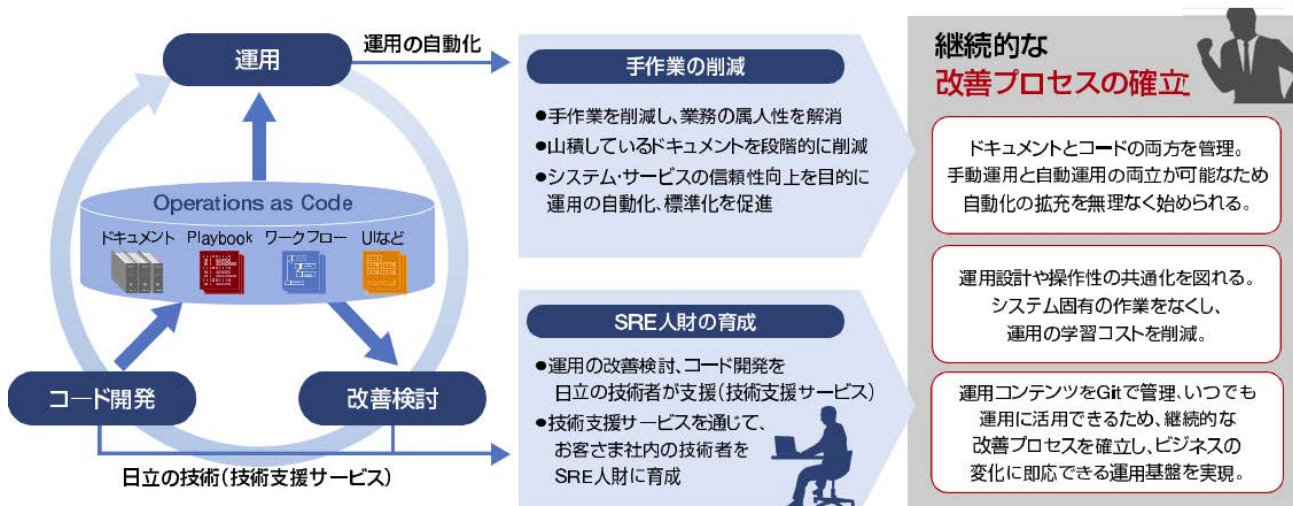 運用
運用の自動化
Operations as Code
ドキュメント Playbook ワークフロー UIなど
コード開発
改善検討
日立の技術(技術支援サービス)
手作業の削減
●手作業を削減し、業務の属人性を解消
●山積しているドキュメントを段階的に削減
●システム・サービスの信頼性向上を目的に
運用の自動化、標準化を促進
SRE人財の育成
●運用の改善検討、コード開発を
日立の技術者が支援(技術支援サービス)
●技術支援サービスを通じて、
お客さま社内の技術者を
SRE人財に育成
継続的な
改善プロセスの確立
ドキュメントとコードの両方を管理。
手動運用と自動運用の両立が可能なため
自動化の拡充を無理なく始められる。
運用設計や操作性の共通化を図れる。
システム固有の作業をなくし、
運用の学習コストを削減。
運用コンテンツをGitで管理、いつでも
運用に活用できるため、継続的な
改善プロセスを確立し、ビジネスの
変化に即応できる運用基盤を実現。